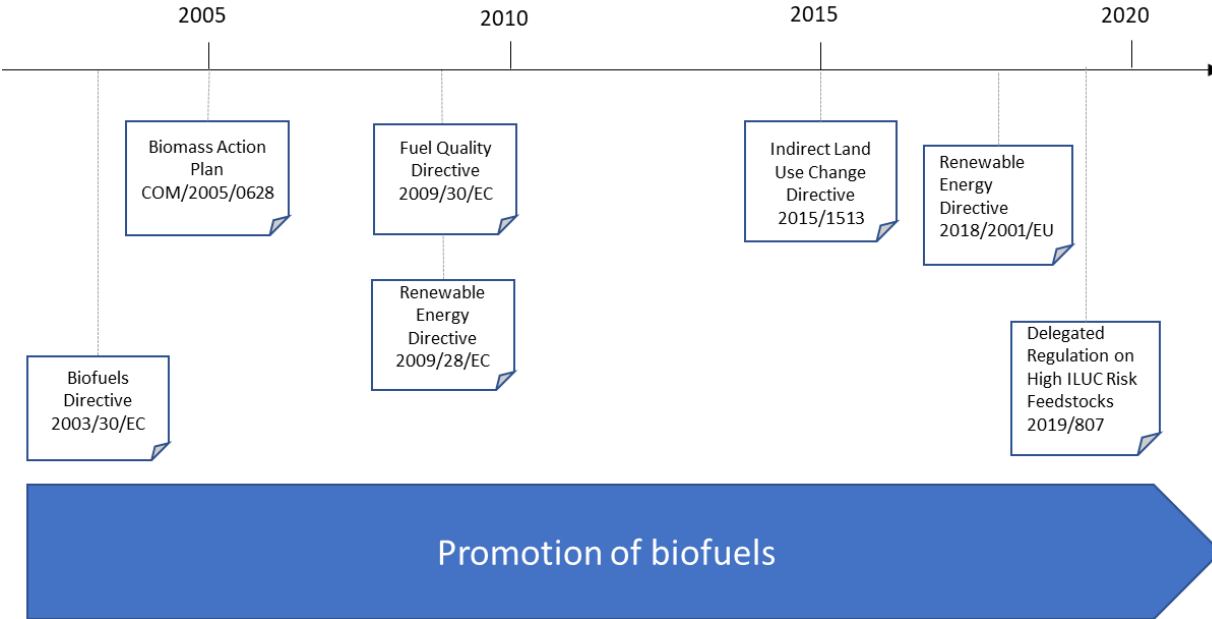 2005
2010
2015
2020
Biomass Action
Plan
COM/2005/0628
Fuel Quality
Directive
2009/30/EC
Indirect Land
Use Change
Directive
2015/1513
Renewable
Energy
Directive
2018/2001/EU
Renewable
Energy
Directive
2009/28/EC
Biofuels
Directive
2003/30/EC
Delegated
Regulation on
High ILUC Risk
Feedstocks
2019/807
Promotion of biofuels